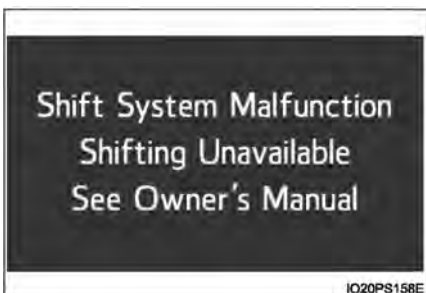 Shift System Malfunction
Shifting Unavailable
See Owner's Manual
IO20PS158E